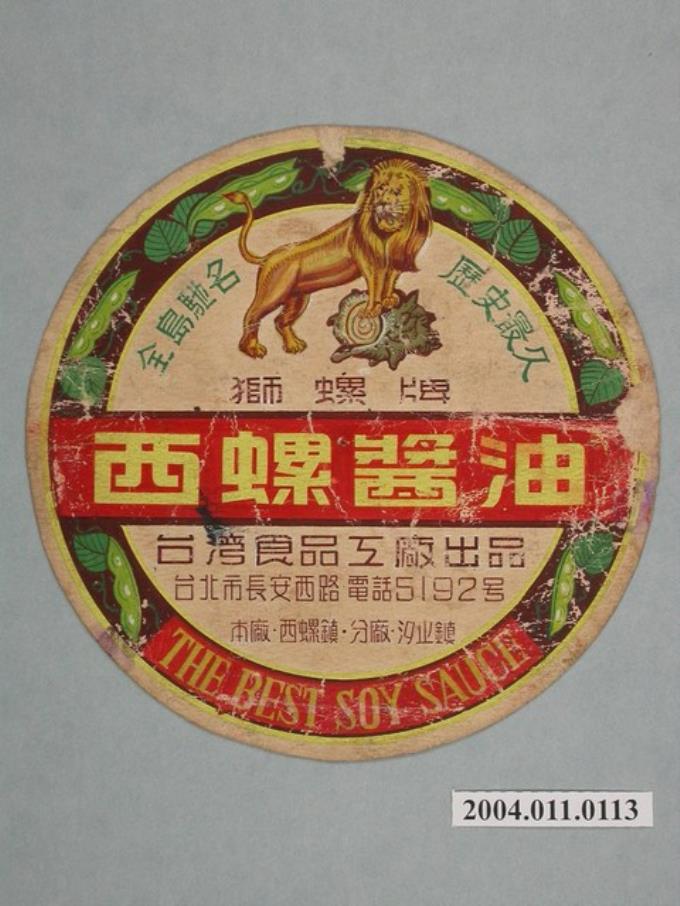 全島馳名
歷史最久
獅螺牌
西螺醬油
台灣食品工廠出品
台北市長安西路 電話5192号
本廠·西螺鎮·分廠·汐止鎮
THE BEST SOY SAUCE
2004.011.0113